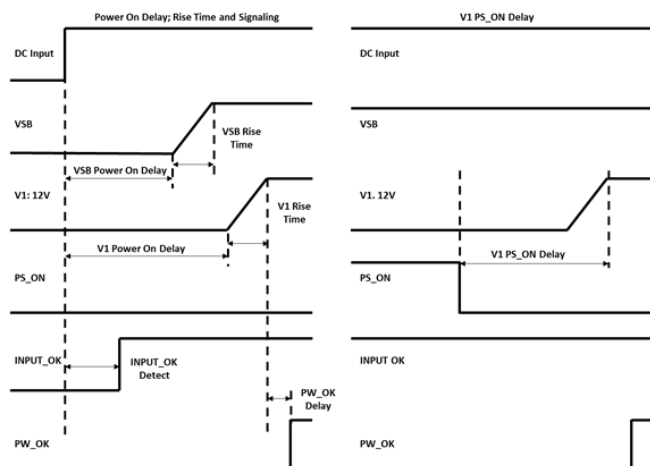 Power On Delay; Rise Time and Signaling
DC Input
VSB
VSB Rise
Time
VSB Power On Delay
V1: 12V
V1 Rise
Time
V1 Power On Delay
PS_ON
INPUT_OK
INPUT_OK
Detect
PW_OK
Delay
PW_OK
V1 PS_ON Delay
DC Input
VSB
V1. 12V
V1 PS_ON Delay
PS_ON
INPUT OK
PW_OK